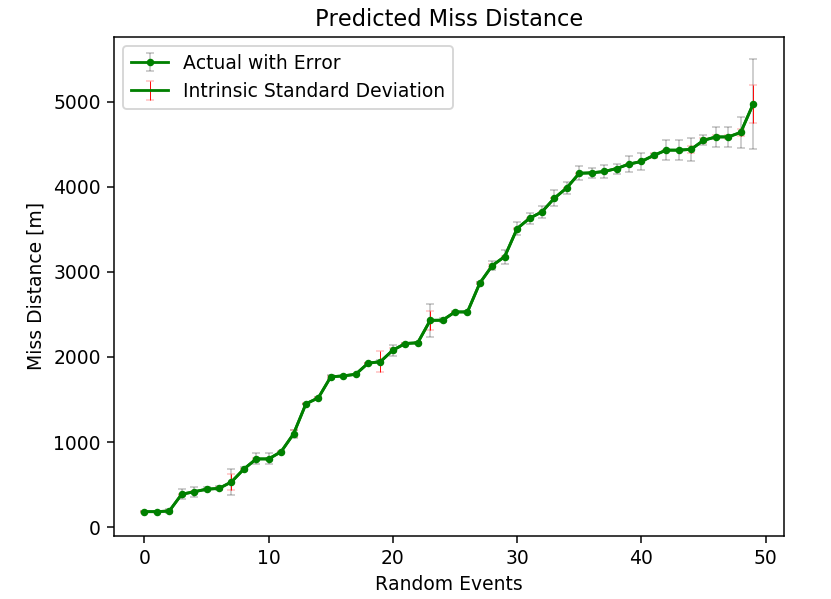 Predicted Miss Distance
Actual with Error
Intrinsic Standard Deviation
Miss Distance [m]
5000
4000
3000
2000
1000
0
0 10 20 30 40 50
Random Events